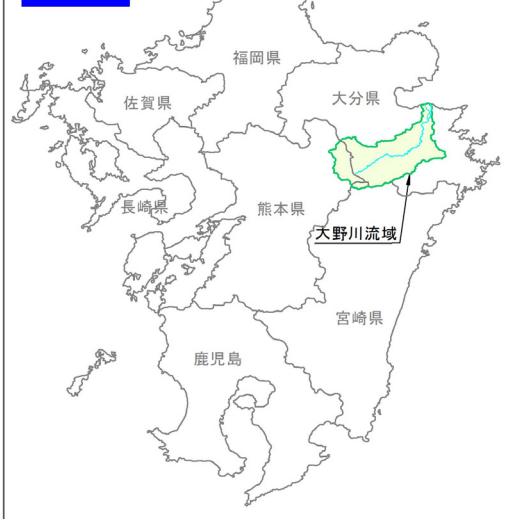 福岡県
大分県
佐賀県
長崎県
熊本県
大野川流域
宮崎県
鹿児島